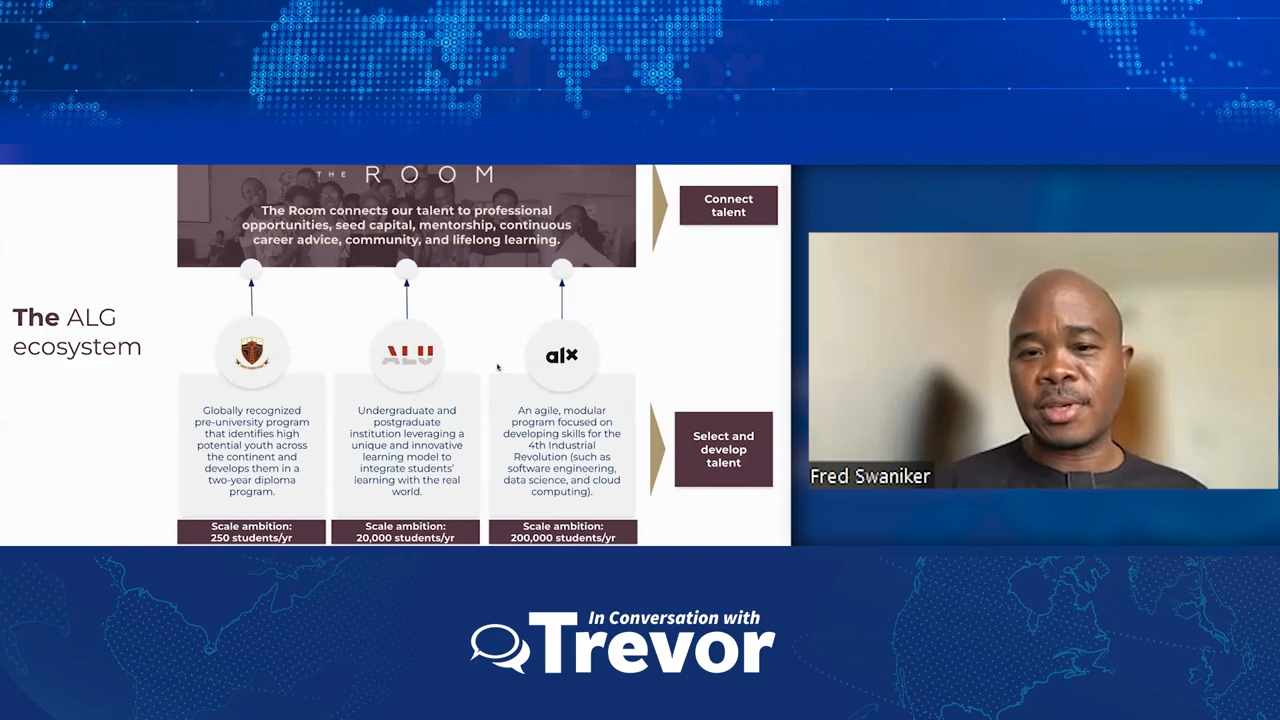 THE ROOM
The Room connects our talent to professional
opportunities, seed capital, mentorship, continuous
career advice, community, and lifelong learning.
Connect
talent
The ALG
ecosystem
ALU
alx
Globally recognized
pre-university program
that identifies high
potential youth across
the continent and
develops them in a
two-year diploma
program.
Undergraduate and
postgraduate
institution leveraging a
unique and innovative
learning model to
integrate students'
learning with the real
world.
An agile, modular
program focused on
developing skills for the
4th Industrial
Revolution (such as
software engineering,
data science, and cloud
computing).
Select and
develop
talent
Scale ambition:
250 students/yr
Scale ambition:
20,000 students/yr
Scale ambition:
200,000 students/yr
Fred Swaniker
In Conversation with
Trevor